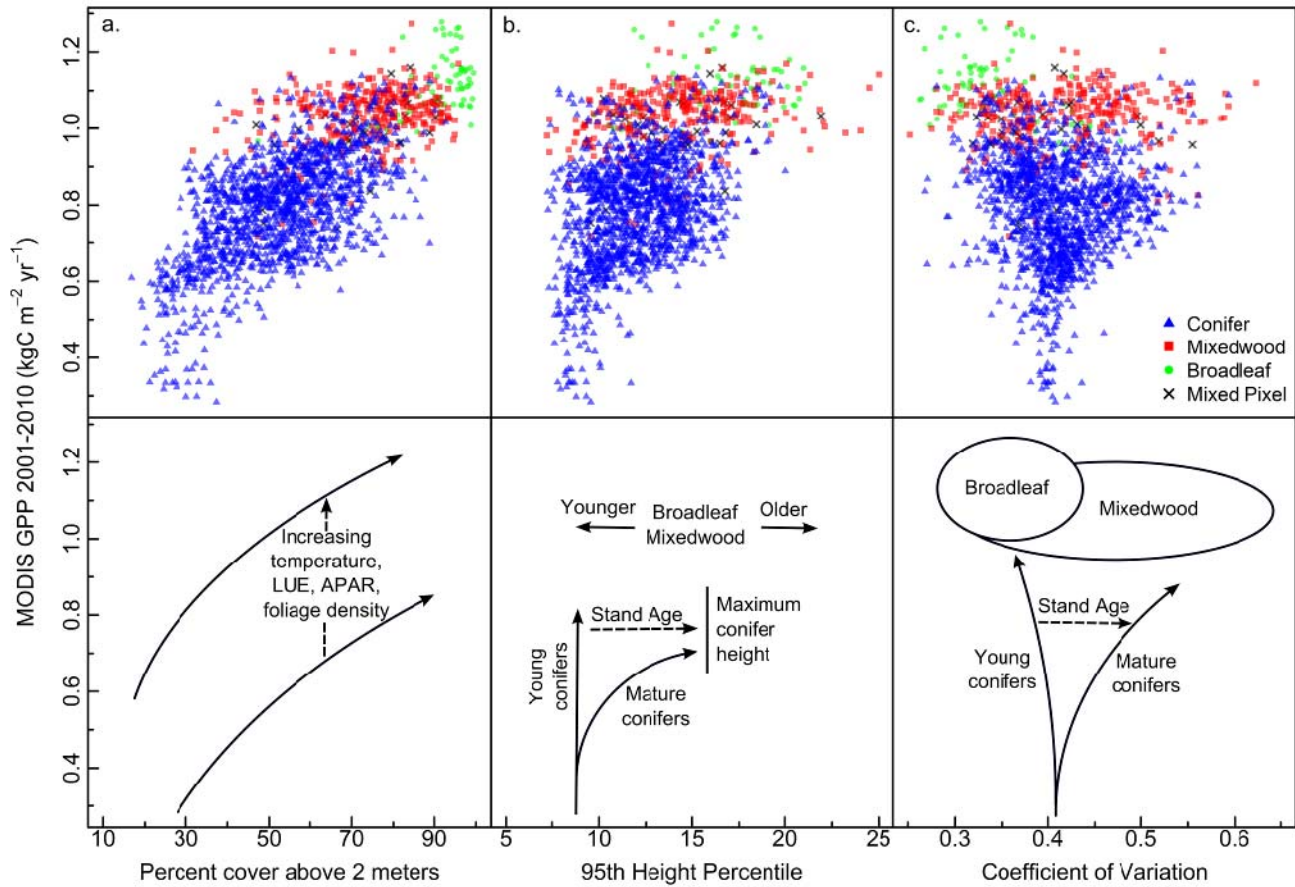 a.
b.
c.
1.2
1.0
0.8
0.6
0.4
Conifer
Mixedwood
Broadleaf
Mixed Pixel
MODIS GPP 2001-2010 (kgC m⁻² yr⁻¹)
1.2
1.0
0.8
0.6
0.4
Increasing
temperature,
LUE, APAR,
foliage density
Younger
Broadleaf
Mixedwood
Older
Stand Age
Maximum
conifer
height
Young
conifers
Mature
conifers
Broadleaf
Mixedwood
Stand Age
Young
conifers
Mature
conifers
10 30 50 70 90
5 10 15 20 25
0.3 0.4 0.5 0.6
Percent cover above 2 meters
95th Height Percentile
Coefficient of Variation